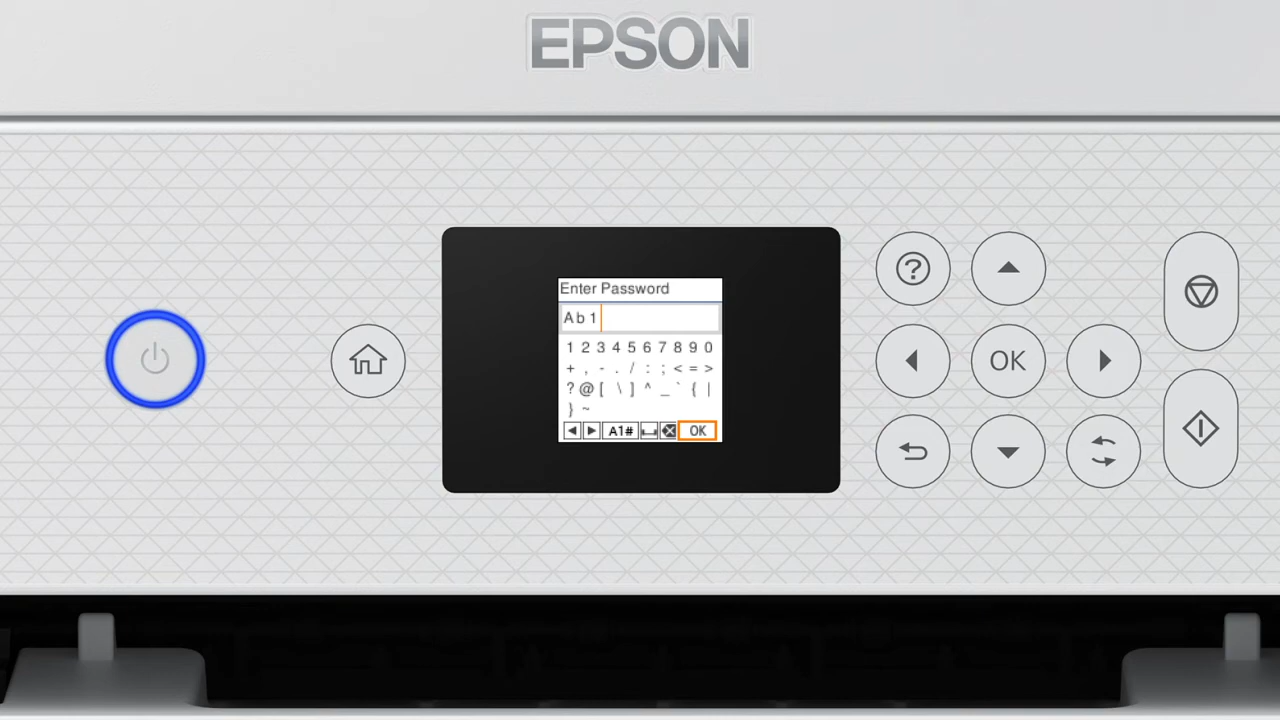 EPSON
Enter Password
Ab1
1 2 3 4 5 6 7 8 9 0
+ , - . / : ; < = >
? @ [ \ ] ^ _ ` { |
} ~
A1# OK
OK